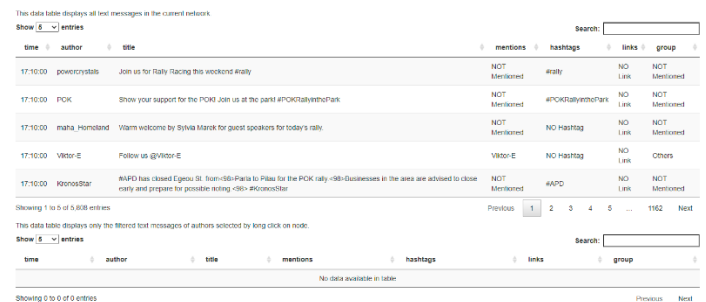 This data table displays all text messages in the current network.
Show 5 entries
Search:
time author title mentions hashtags links group
17:10:00 powercrystals Join us for Rally Racing this weekend #rally NOT Mentioned #rally NO Link NOT Mentioned
17:10:00 POK Show your support for the POK! Join us at the park! #POKRallyinthePark NOT Mentioned #POKRallyinthePark NO Link NOT Mentioned
17:10:00 maha_Homeland Warm welcome by Sylvia Marek for guest speakers for today's rally. NOT Mentioned NO Hashtag NO Link NOT Mentioned
17:10:00 Viktor-E Follow us @Viktor-E Viktor-E NO Hashtag NO Link Others
17:10:00 KronosStar #APD has closed Egeou St. from<96>Parla to Pilau for the POK rally <96>Businesses in the area are advised to close
early and prepare for possible rioting <96> #KronosStar NOT Mentioned #APD NO Link NOT Mentioned
Showing 1 to 5 of 5,808 entries
Previous 1 2 3 4 5 ... 1162 Next
This data table displays only the filtered text messages of authors selected by long click on node.
Show 5 entries
Search:
time author title mentions hashtags links group
No data available in table
Showing 0 to 0 of 0 entries
Previous Next